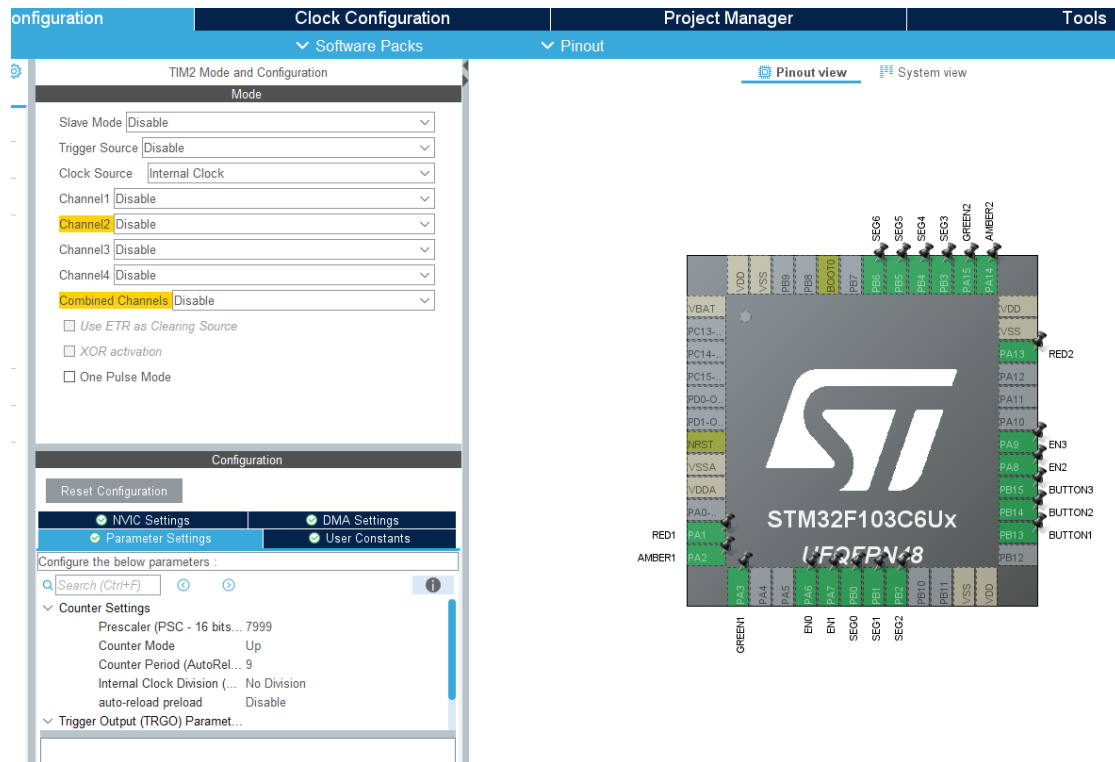 onfiguration
Clock Configuration
Project Manager
Tools
Software Packs
Pinout
TIM2 Mode and Configuration
Mode
Slave Mode Disable
Trigger Source Disable
Clock Source Internal Clock
Channel1 Disable
Channel2 Disable
Channel3 Disable
Channel4 Disable
Combined Channels Disable
Use ETR as Clearing Source
XOR activation
One Pulse Mode
Configuration
Reset Configuration
NVIC Settings
DMA Settings
Parameter Settings
User Constants
Configure the below parameters :
Search (Ctrl+F)
Counter Settings
Prescaler (PSC - 16 bits... 7999
Counter Mode Up
Counter Period (AutoRel... 9
Internal Clock Division (... No Division
auto-reload preload Disable
Trigger Output (TRGO) Paramet...
Pinout view
System view
SEG6
SEG5
SEG4
SEG3
GREEN2
AMBER2
VDD
VSS
PB9
PB8
BOOT0
PB7
PB6
PB5
PB4
PB3
PA15
PA14
VBAT
PC13-..
PC14-..
PC15-..
PD0-O..
PD1-O..
NRST
VSSA
VDDA
PA0-..
RED1 PA1
AMBER1 PA2
VDD
VSS
PA13 RED2
PA12
PA11
PA10
PA9 EN3
PA8 EN2
PB15 BUTTON3
PB14 BUTTON2
PB13 BUTTON1
PB12
STM32F103C6Ux
UFQFPN48
PA3
PA4
PA5
PA6
PA7
PB0
PB1
PB2
PB10
PB11
VSS
VDD
GREEN1
EN0
EN1
SEG0
SEG1
SEG2